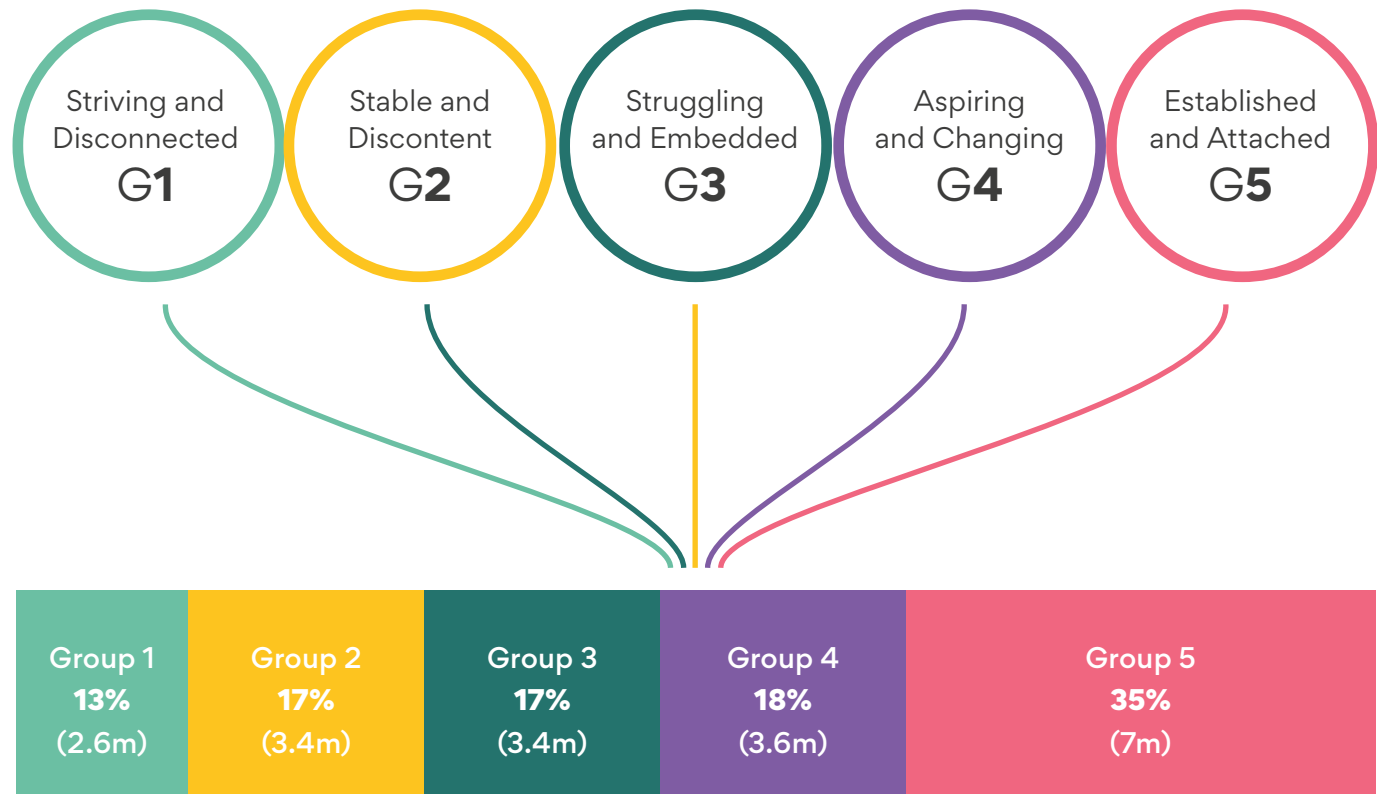 Striving and
Disconnected
G1
Stable and
Discontent
G2
Struggling
and Embedded
G3
Aspiring
and Changing
G4
Established
and Attached
G5
Group 1
13%
(2.6m)
Group 2
17%
(3.4m)
Group 3
17%
(3.4m)
Group 4
18%
(3.6m)
Group 5
35%
(7m)